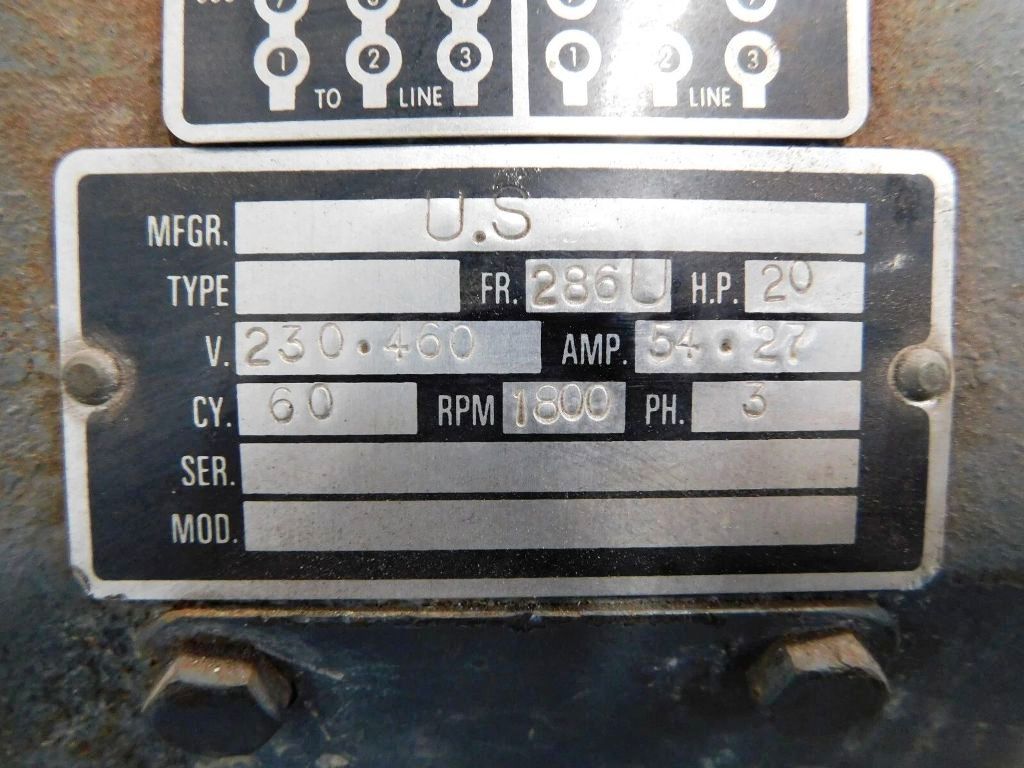 1 2 3 1 2 3
TO LINE LINE
MFGR. U.S
TYPE FR. 286U H.P. 20
V. 230·460 AMP. 54·27
CY. 60 RPM 1800 PH. 3
SER.
MOD.